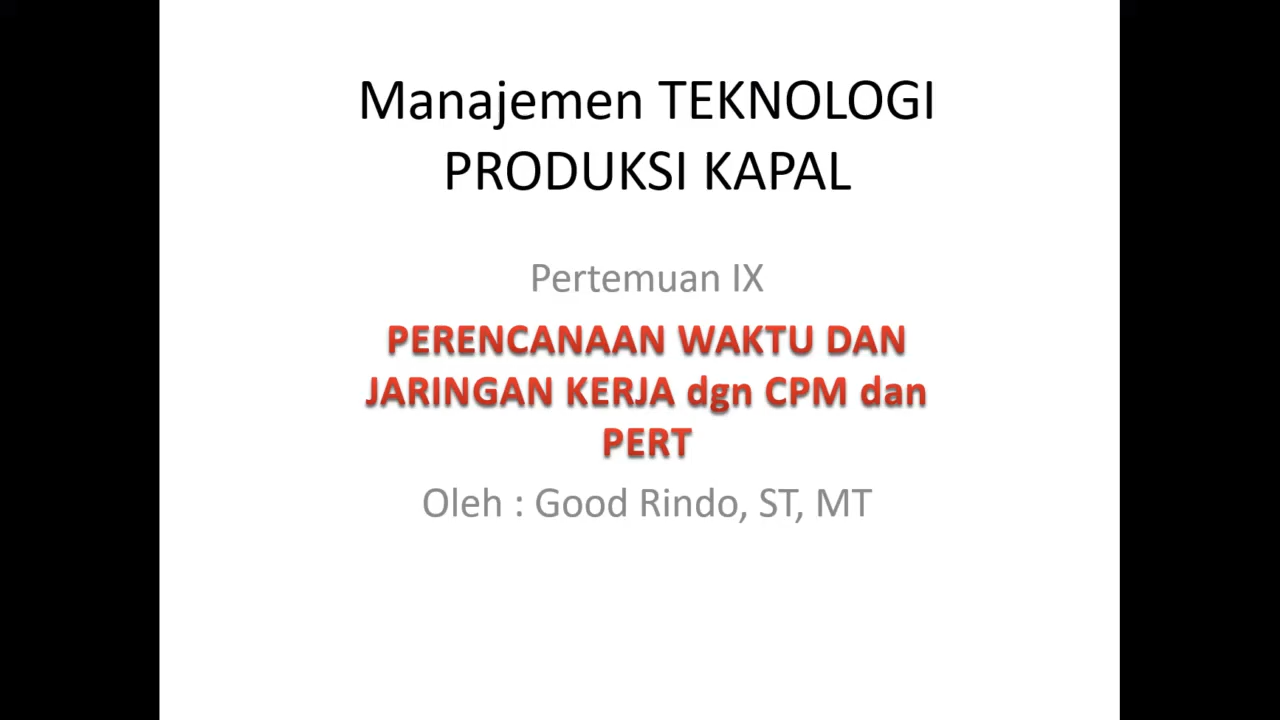 Manajemen TEKNOLOGI
PRODUKSI KAPAL
Pertemuan IX
PERENCANAAN WAKTU DAN
JARINGAN KERJA dgn CPM dan
PERT
Oleh : Good Rindo, ST, MT